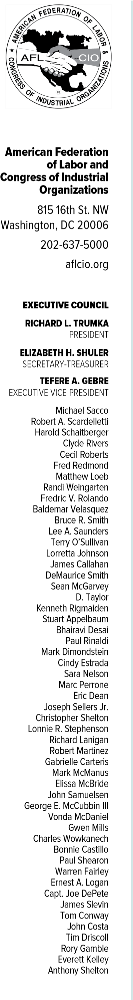 AMERICAN FEDERATION OF LABOR &
★ CONGRESS OF INDUSTRIAL ORGANIZATIONS
AFL-CIO
®
American Federation
of Labor and
Congress of Industrial
Organizations
815 16th St. NW
Washington, DC 20006
202-637-5000
aflcio.org
EXECUTIVE COUNCIL
RICHARD L. TRUMKA
PRESIDENT
ELIZABETH H. SHULER
SECRETARY-TREASURER
TEFERE A. GEBRE
EXECUTIVE VICE PRESIDENT
Michael Sacco
Robert A. Scardelletti
Harold Schaitberger
Clyde Rivers
Cecil Roberts
Fred Redmond
Matthew Loeb
Randi Weingarten
Fredric V. Rolando
Baldemar Velasquez
Bruce R. Smith
Lee A. Saunders
Terry O’Sullivan
Lorretta Johnson
James Callahan
DeMaurice Smith
Sean McGarvey
D. Taylor
Kenneth Rigmaiden
Stuart Appelbaum
Bhairavi Desai
Paul Rinaldi
Mark Dimondstein
Cindy Estrada
Sara Nelson
Marc Perrone
Eric Dean
Joseph Sellers Jr.
Christopher Shelton
Lonnie R. Stephenson
Richard Lanigan
Robert Martinez
Gabrielle Carteris
Mark McManus
Elissa McBride
John Samuelsen
George E. McCubbin III
Vonda McDaniel
Gwen Mills
Charles Wowkanech
Bonnie Castillo
Paul Shearon
Warren Fairley
Ernest A. Logan
Capt. Joe DePete
James Slevin
Tom Conway
John Costa
Tim Driscoll
Rory Gamble
Everett Kelley
Anthony Shelton